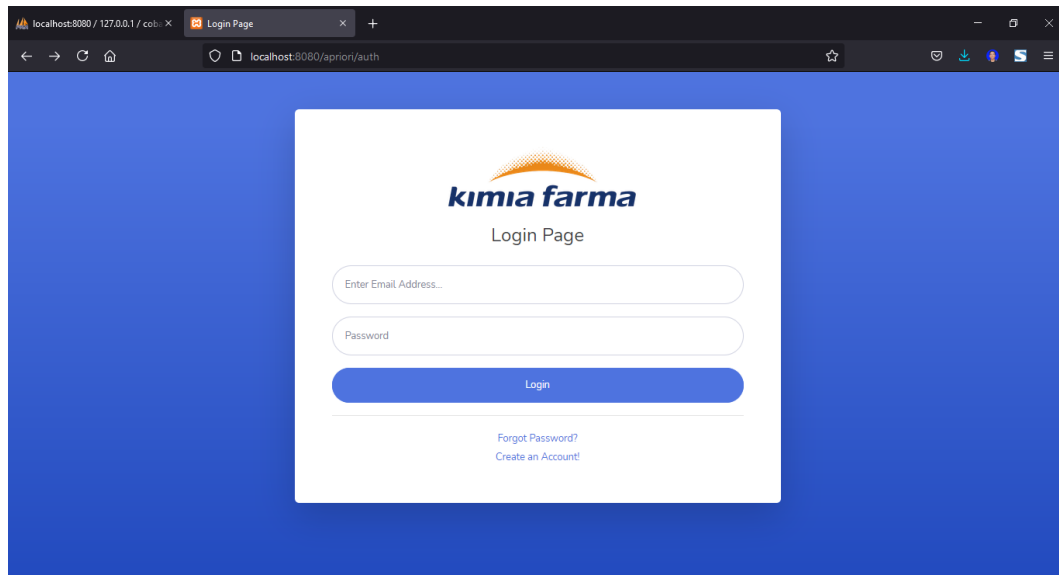 localhost:8080 / 127.0.0.1 / coba
Login Page
localhost:8080/apriori/auth
kimia farma
Login Page
Enter Email Address...
Password
Login
Forgot Password?
Create an Account!